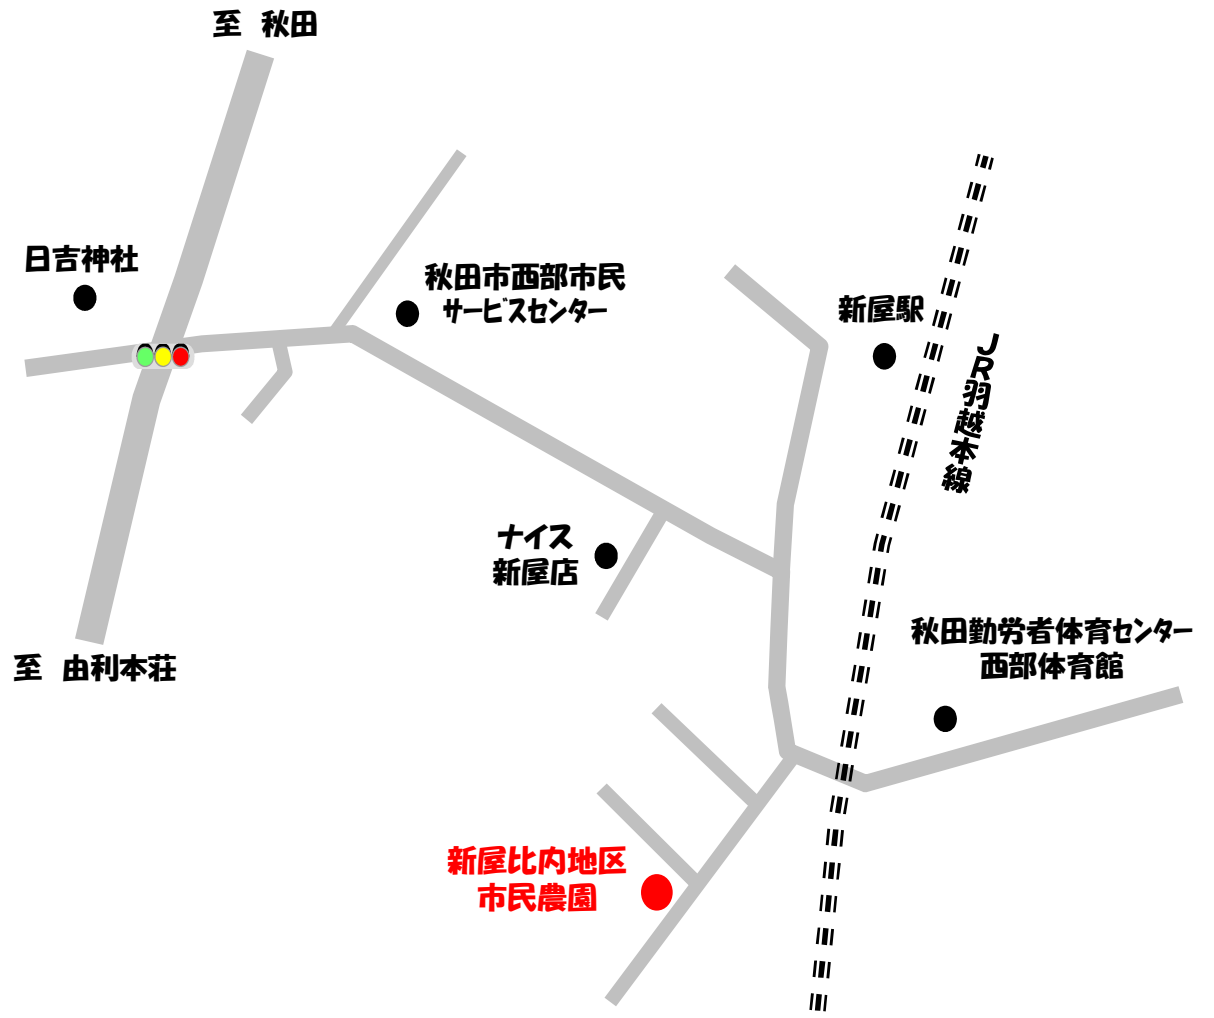 至　秋田
日吉神社
秋田市西部市民
サービスセンター
新屋駅
ＪＲ羽越本線
ナイス
新屋店
秋田勤労者体育センター
西部体育館
至　由利本荘
新屋比内地区
市民農園